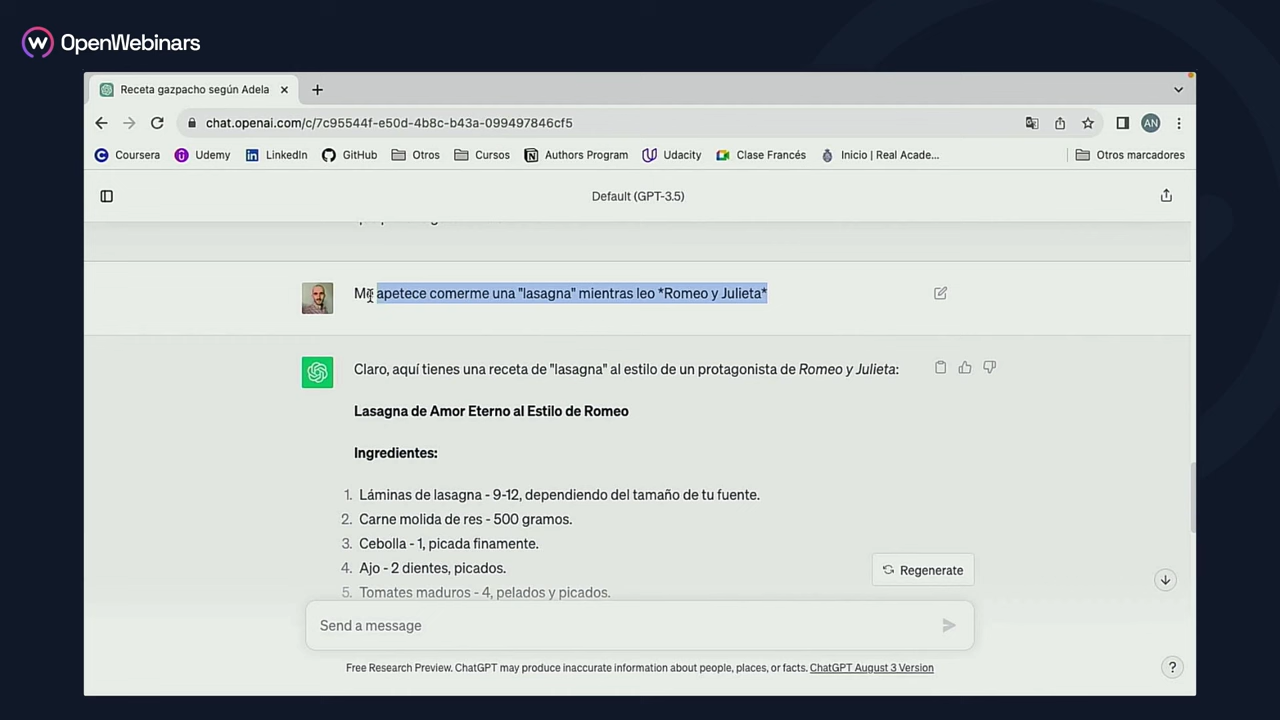 OpenWebinars
Receta gazpacho según Adela
chat.openai.com/c/7c95544f-e50d-4b8c-b43a-099497846cf5
AN
Coursera
Udemy
LinkedIn
GitHub
Otros
Cursos
Authors Program
Udacity
Clase Francés
Inicio | Real Acade...
Otros marcadores
Default (GPT-3.5)
Me apetece comerme una "lasagna" mientras leo *Romeo y Julieta*
Claro, aquí tienes una receta de "lasagna" al estilo de un protagonista de Romeo y Julieta:
Lasagna de Amor Eterno al Estilo de Romeo
Ingredientes:
1. Láminas de lasagna - 9-12, dependiendo del tamaño de tu fuente.
2. Carne molida de res - 500 gramos.
3. Cebolla - 1, picada finamente.
4. Ajo - 2 dientes, picados.
5. Tomates maduros - 4, pelados y picados.
Regenerate
Send a message
Free Research Preview. ChatGPT may produce inaccurate information about people, places, or facts. ChatGPT August 3 Version
?